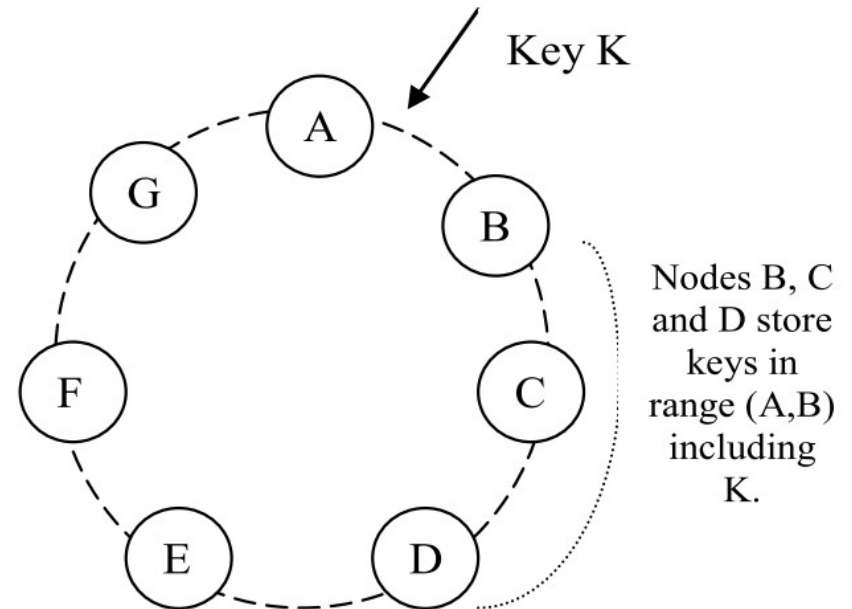 Key K
A
G
B
Nodes B, C
and D store
keys in
range (A,B)
including
K.
F
C
E
D